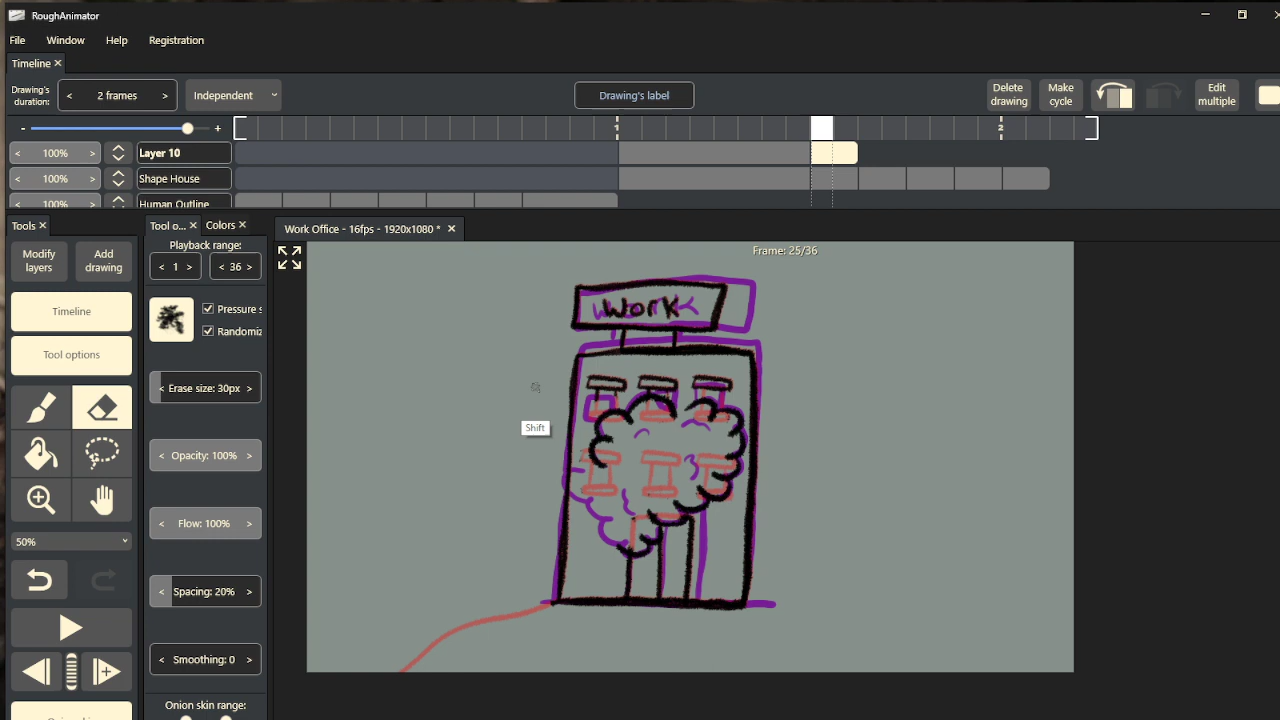 RoughAnimator
File Window Help Registration
Timeline
Drawing's duration: < 2 frames > Independent Drawing's label Delete drawing Make cycle Edit multiple
- + 1 2
< 100% > Layer 10
< 100% > Shape House
< 100% > Human Outline
Tools Tool o... Colors Work Office - 16fps - 1920x1080 *
Modify layers Add drawing Playback range: Frame: 25/36
< 1 > < 36 >
Timeline Pressure s
Randomiz
Tool options
Work
< Erase size: 30px >
Shift
< Opacity: 100% >
< Flow: 100% >
50%
< Spacing: 20% >
< Smoothing: 0 >
Onion skin range: